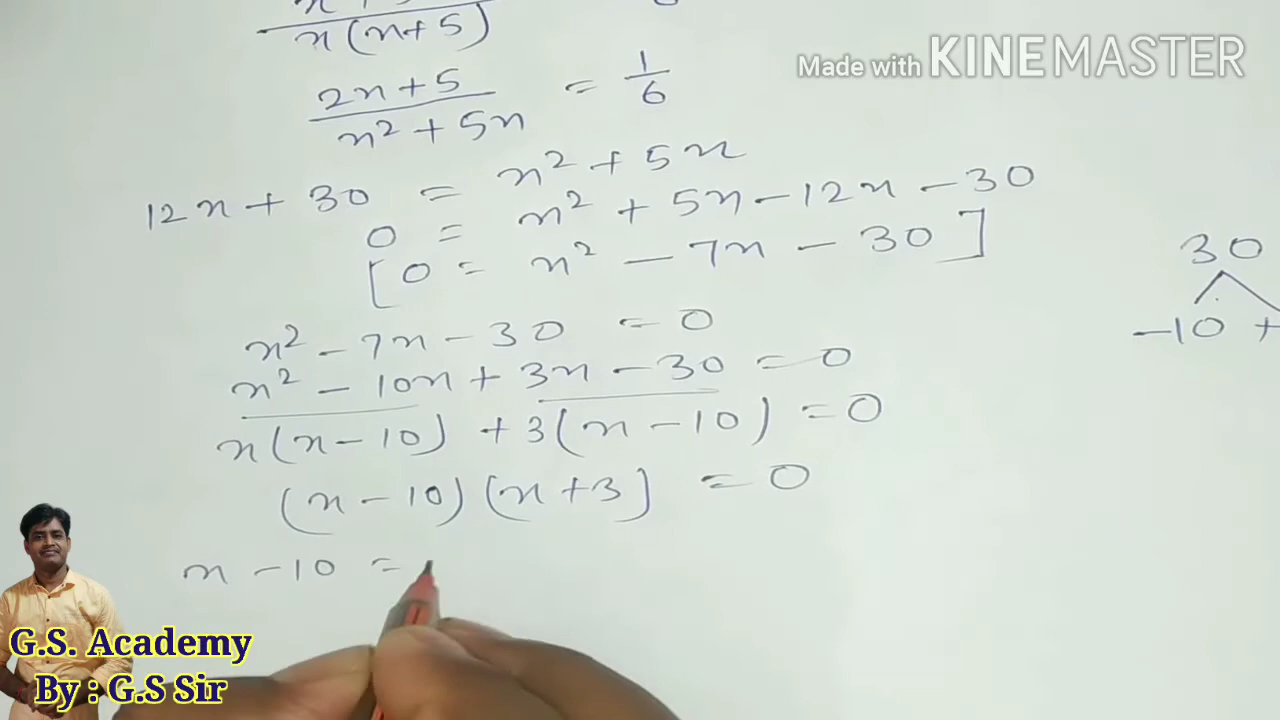 x(x+5)
Made with KINEMASTER
2x+5 / x² + 5x = 1/6
12x + 30 = x² + 5x
0 = x² + 5x - 12x - 30
[0 = x² - 7x - 30]
30
-10 +
x² - 7x - 30 = 0
x² - 10x + 3x - 30 = 0
x(x-10) + 3(x-10) = 0
(x-10)(x+3) = 0
x - 10 =
G.S. Academy
By : G.S Sir